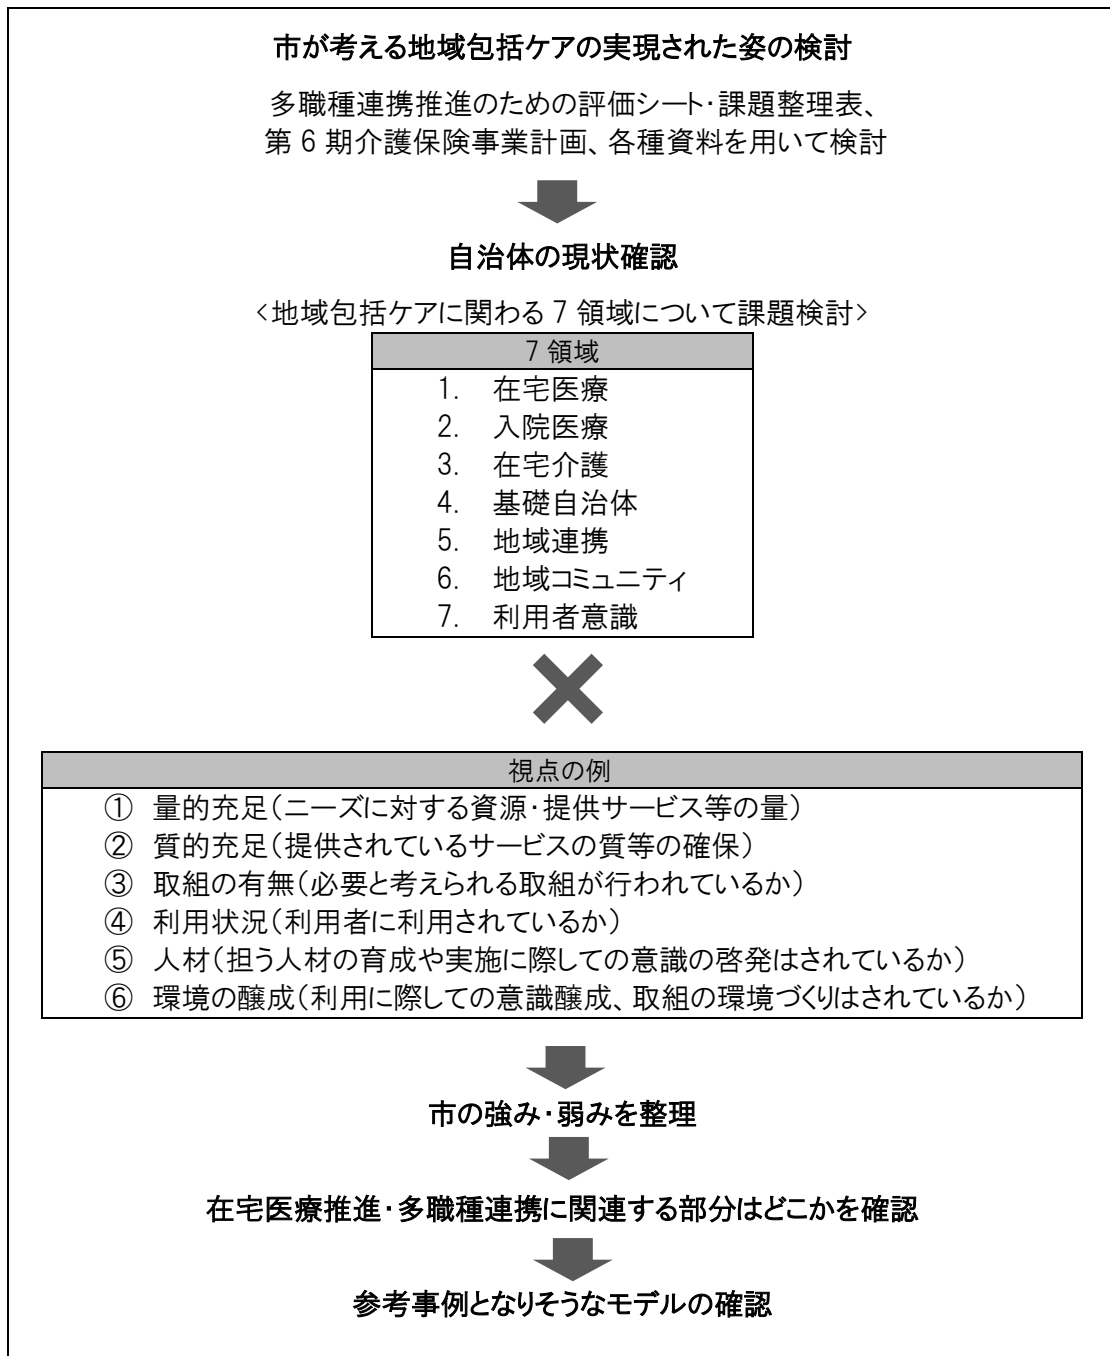 市が考える地域包括ケアの実現された姿の検討
多職種連携推進のための評価シート・課題整理表、
第6期介護保険事業計画、各種資料を用いて検討
自治体の現状確認
<地域包括ケアに関わる7領域について課題検討>
7領域
1. 在宅医療
2. 入院医療
3. 在宅介護
4. 基礎自治体
5. 地域連携
6. 地域コミュニティ
7. 利用者意識
視点の例
① 量的充足(ニーズに対する資源・提供サービス等の量)
② 質的充足(提供されているサービスの質等の確保)
③ 取組の有無(必要と考えられる取組が行われているか)
④ 利用状況(利用者に利用されているか)
⑤ 人材(担う人材の育成や実施に際しての意識の啓発はされているか)
⑥ 環境の醸成(利用に際しての意識醸成、取組の環境づくりはされているか)
市の強み・弱みを整理
在宅医療推進・多職種連携に関連する部分はどこかを確認
参考事例となりそうなモデルの確認